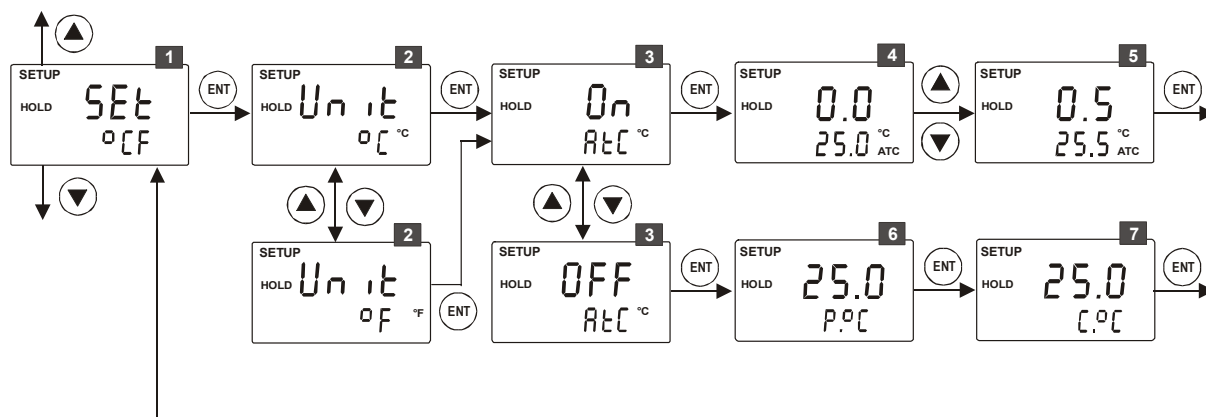 1
SETUP
HOLD SEt
°CF
ENT
2
SETUP
HOLD Unit
°C °C
ENT
3
SETUP
HOLD On
AtC °C
ENT
4
SETUP
HOLD 0.0
25.0 °C ATC
5
SETUP
HOLD 0.5
25.5 °C ATC
ENT
2
SETUP
HOLD Unit
°F °F
ENT
3
SETUP
HOLD OFF
AtC °C
ENT
6
SETUP
HOLD 25.0
P.°C
ENT
7
SETUP
HOLD 25.0
C.°C
ENT